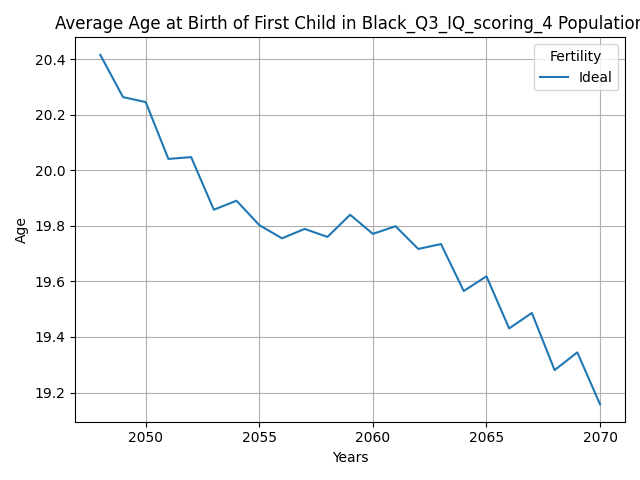 Average Age at Birth of First Child in Black_Q3_IQ_scoring_4 Population
Fertility
Ideal
20.4
20.2
20.0
19.8
19.6
19.4
19.2
Age
2050 2055 2060 2065 2070
Years